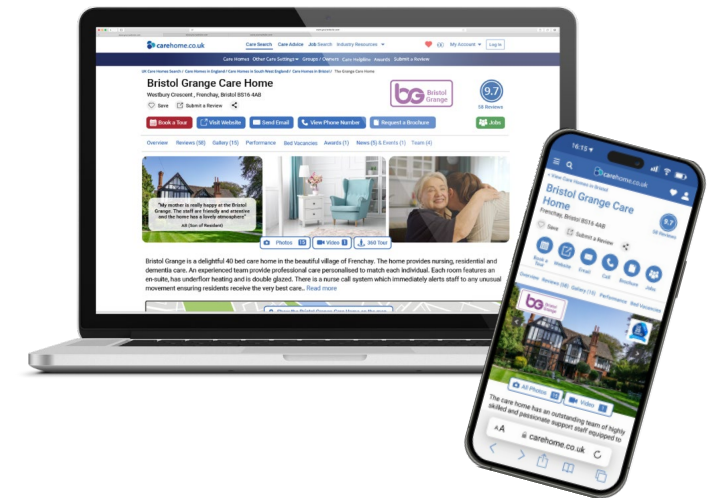 carehome.co.uk
Care Search Care Advice Job Search Industry Resources
My Account Log in
Care Homes Other Care Settings Groups / Owners Care Helpline Awards Submit a Review
UK Care Homes Search / Care Homes in England / Care Homes in South West England / Care Homes in Bristol / The Grange Care Home
Bristol Grange Care Home
Westbury Crescent, Frenchay, Bristol BS16 4AB
Save Submit a Review
bg Bristol Grange
9.7
58 Reviews
Book a Tour Visit Website Send Email View Phone Number Request a Brochure Jobs
Overview Reviews (58) Gallery (15) Performance Bed Vacancies Awards (1) News (5) & Events (1) Team (4)
"My mother is really happy at the Bristol
Grange. The staff are friendly and attentive
and the home has a lovely atmosphere"
AB (Son of Resident)
Photos 15 Video 1 360 Tour
Bristol Grange is a delightful 40 bed care home in the beautiful village of Frenchay. The home provides nursing, residential and
dementia care. An experienced team provide professional care personalised to match each individual. Each room features an
en-suite, has underfloor heating and is double glazed. There is a nurse call system which immediately alerts staff to any unusual
movement ensuring residents receive the very best care.. Read more
16:15
carehome.co.uk
< View Care Homes in Bristol
Bristol Grange Care
Home
Frenchay, Bristol BS16 4AB
9.7
58 Reviews
Save Submit a Review
Book a
Tour
Website
Email
Call
Brochure
Jobs
Overview Reviews (58) Gallery (15) Performance Bed Vacancies
bg Bristol
Grange
All Photos 15 Video 1
The care home has an outstanding team of highly
skilled and passionate support staff equipped to
AA carehome.co.uk